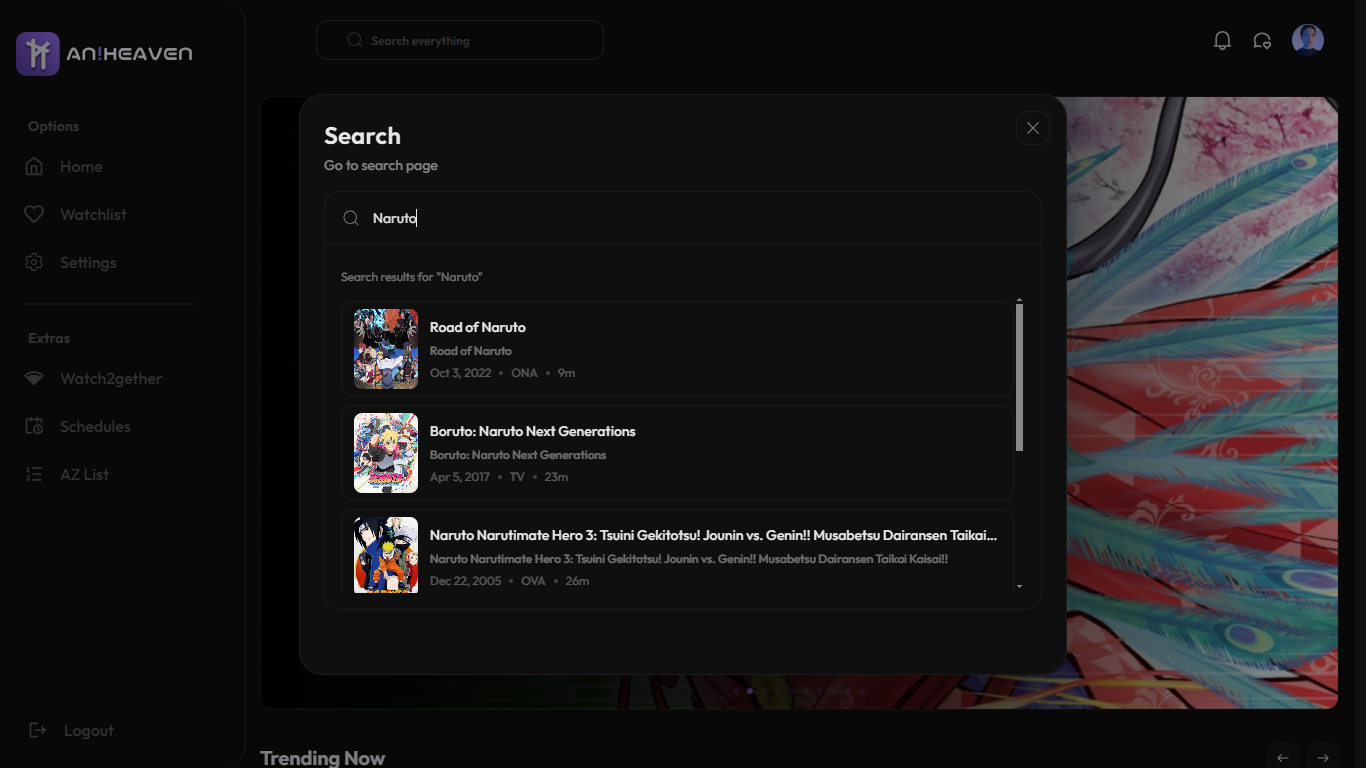 AN!HEAVEN
Search everything
Options
Home
Watchlist
Settings
Extras
Watch2gether
Schedules
AZ List
Logout
Search
Go to search page
Naruto
Search results for "Naruto"
Road of Naruto
Road of Naruto
Oct 3, 2022 • ONA • 9m
Boruto: Naruto Next Generations
Boruto: Naruto Next Generations
Apr 5, 2017 • TV • 23m
Naruto Narutimate Hero 3: Tsuini Gekitotsu! Jounin vs. Genin!! Musabetsu Dairansen Taikai...
Naruto Narutimate Hero 3: Tsuini Gekitotsu! Jounin vs. Genin!! Musabetsu Dairansen Taikai Kaisai!!
Dec 22, 2005 • OVA • 26m
Trending Now